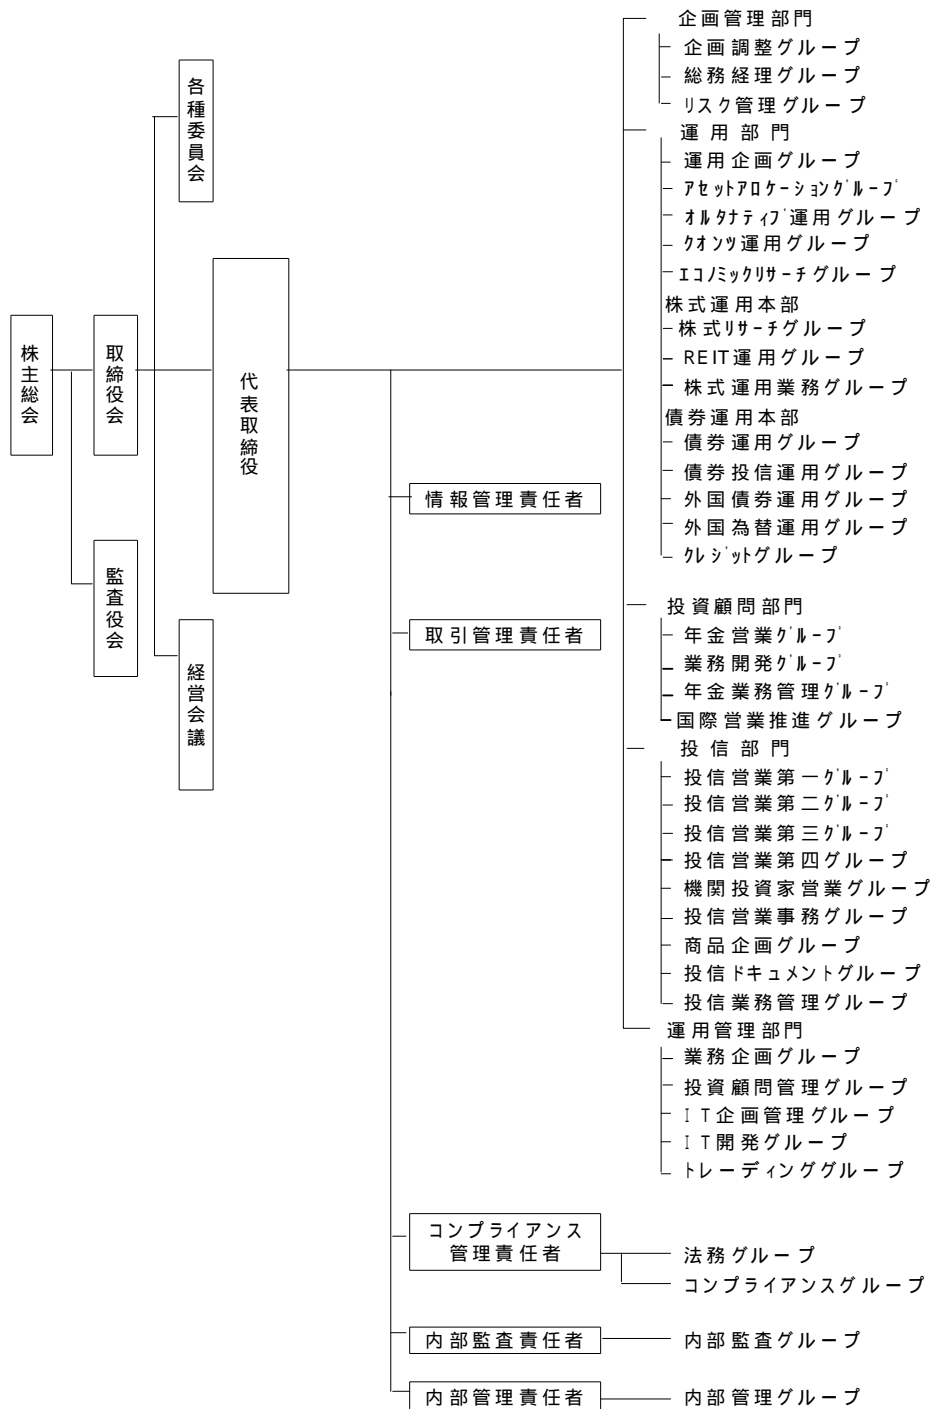 株主総会
取締役会
監査役会
各種委員会
代表取締役
経営会議
情報管理責任者
取引管理責任者
コンプライアンス
管理責任者
内部監査責任者
内部管理責任者
企画管理部門
企画調整グループ
総務経理グループ
リスク管理グループ
運用部門
運用企画グループ
ｱｾｯﾄｱﾛｹｰｼｮﾝｸﾞﾙｰﾌﾟ
ｵﾙﾀﾅﾃｨﾌﾞ運用グループ
ｸｵﾝﾂ運用グループ
ｴｺﾉﾐｯｸﾘｻｰﾁグループ
株式運用本部
株式ﾘｻｰﾁグループ
REIT運用グループ
株式運用業務グループ
債券運用本部
債券運用グループ
債券投信運用グループ
外国債券運用グループ
外国為替運用グループ
ｸﾚｼﾞｯﾄグループ
投資顧問部門
年金営業ｸﾞﾙｰﾌﾟ
業務開発ｸﾞﾙｰﾌﾟ
年金業務管理ｸﾞﾙｰﾌﾟ
国際営業推進グループ
投信部門
投信営業第一ｸﾞﾙｰﾌﾟ
投信営業第二ｸﾞﾙｰﾌﾟ
投信営業第三ｸﾞﾙｰﾌﾟ
投信営業第四グループ
機関投資家営業グループ
投信営業事務グループ
商品企画グループ
投信ドキュメントグループ
投信業務管理グループ
運用管理部門
業務企画グループ
投資顧問管理グループ
ＩＴ企画管理グループ
ＩＴ開発グループ
トレーディンググループ
法務グループ
コンプライアンスグループ
内部監査グループ
内部管理グループ